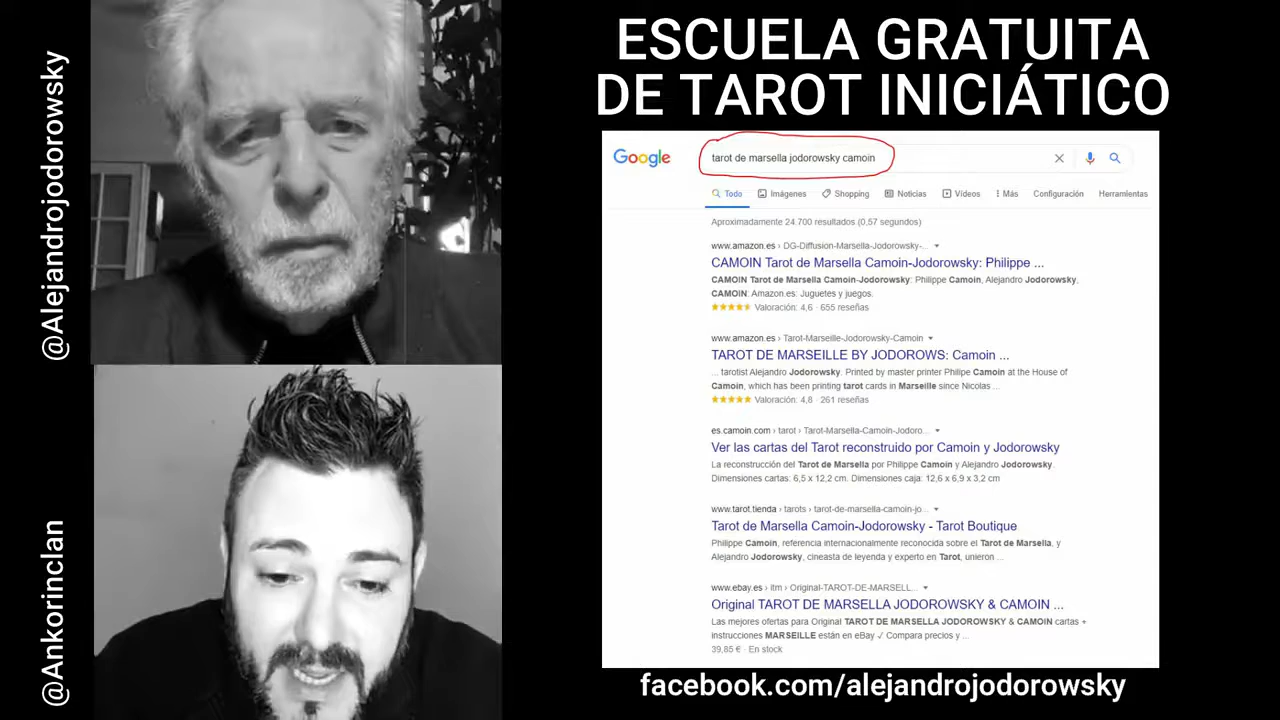 @Alejandrojodorowsky
@Ankorinclan
ESCUELA GRATUITA
DE TAROT INICIÁTICO
Google
tarot de marsella jodorowsky camoin
Todo
Imágenes
Shopping
Noticias
Vídeos
Más
Configuración
Herramientas
Aproximadamente 24.700 resultados (0,57 segundos)
www.amazon.es › DG-Diffusion-Marsella-Jodorowsky-...
CAMOIN Tarot de Marsella Camoin-Jodorowsky: Philippe ...
CAMOIN Tarot de Marsella Camoin-Jodorowsky: Philippe Camoin, Alejandro Jodorowsky,
CAMOIN: Amazon.es: Juguetes y juegos.
Valoración: 4,6 · 655 reseñas
www.amazon.es › Tarot-Marseille-Jodorowsky-Camoin
TAROT DE MARSEILLE BY JODOROWS: Camoin ...
... tarotist Alejandro Jodorowsky. Printed by master printer Philipe Camoin at the House of
Camoin, which has been printing tarot cards in Marseille since Nicolas ...
Valoración: 4,8 · 261 reseñas
es.camoin.com › tarot › Tarot-Marsella-Camoin-Jodoro...
Ver las cartas del Tarot reconstruido por Camoin y Jodorowsky
La reconstrucción del Tarot de Marsella por Philippe Camoin y Alejandro Jodorowsky.
Dimensiones cartas: 6,5 x 12,2 cm. Dimensiones caja: 12,6 x 6,9 x 3,2 cm
www.tarot.tienda › tarots › tarot-de-marsella-camoin-jo...
Tarot de Marsella Camoin-Jodorowsky - Tarot Boutique
Philippe Camoin, referencia internacionalmente reconocida sobre el Tarot de Marsella, y
Alejandro Jodorowsky, cineasta de leyenda y experto en Tarot, unieron ...
www.ebay.es › itm › Original-TAROT-DE-MARSELL...
Original TAROT DE MARSELLA JODOROWSKY & CAMOIN ...
Las mejores ofertas para Original TAROT DE MARSELLA JODOROWSKY & CAMOIN cartas +
instrucciones MARSEILLE están en eBay ✓ Compara precios y ...
39,85 € · En stock
facebook.com/alejandrojodorowsky